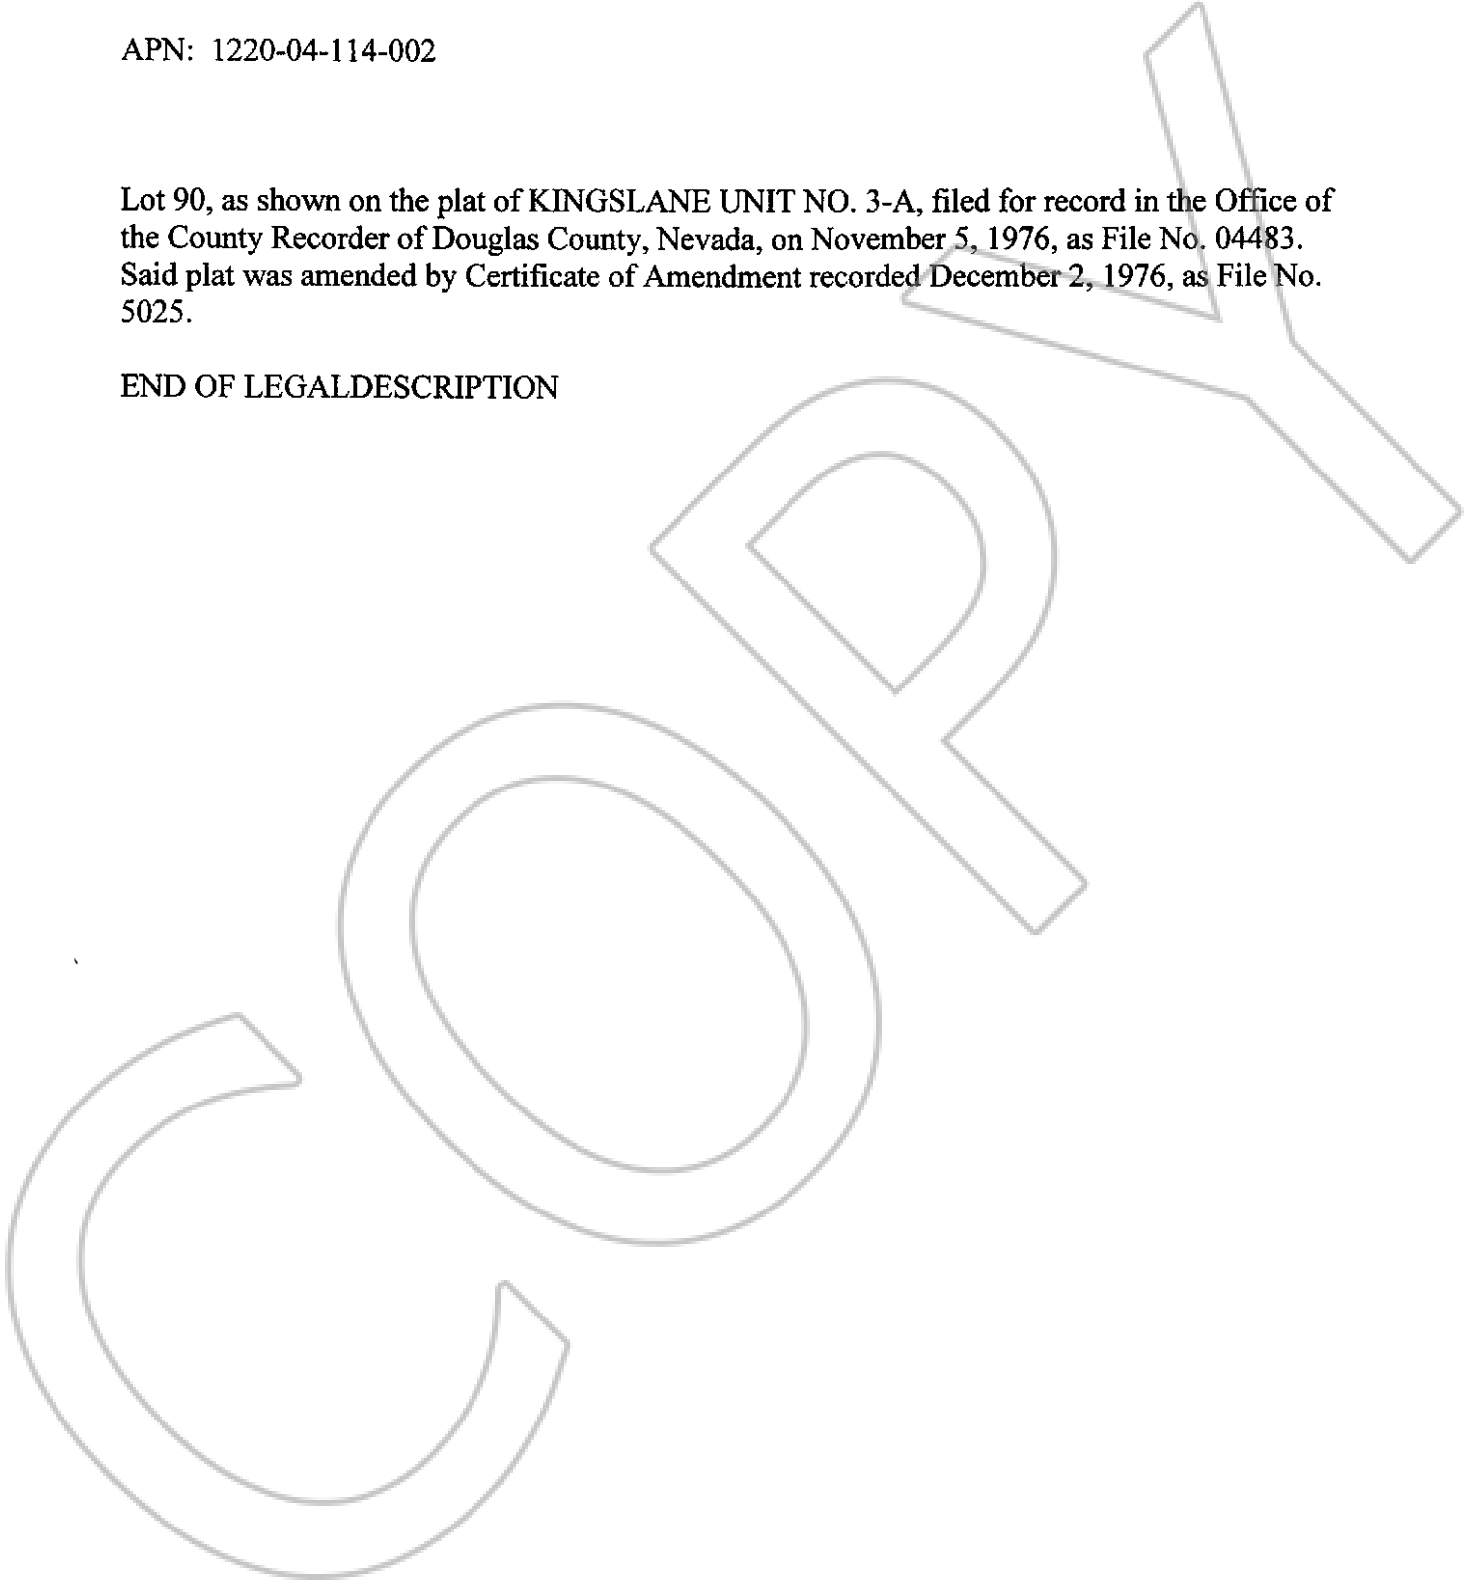 APN: 1220-04-114-002
Lot 90, as shown on the plat of KINGSLANE UNIT NO. 3-A, filed for record in the Office of
the County Recorder of Douglas County, Nevada, on November 5, 1976, as File No. 04483.
Said plat was amended by Certificate of Amendment recorded December 2, 1976, as File No.
5025.
END OF LEGALDESCRIPTION
COPY